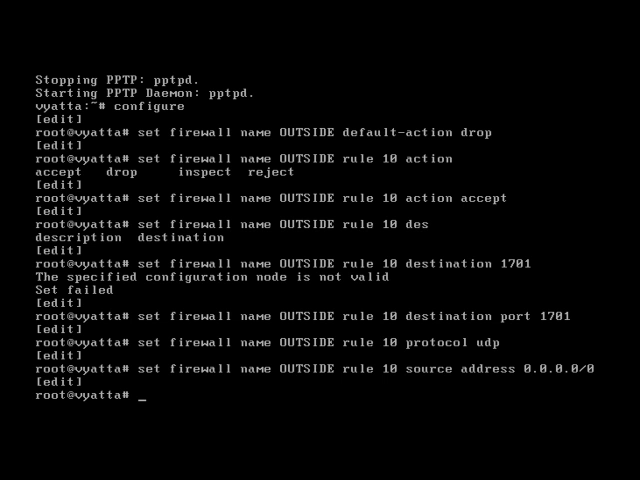 Stopping PPTP: pptpd.
Starting PPTP Daemon: pptpd.
vyatta:~# configure
[edit]
root@vyatta# set firewall name OUTSIDE default-action drop
[edit]
root@vyatta# set firewall name OUTSIDE rule 10 action
accept   drop     inspect  reject
[edit]
root@vyatta# set firewall name OUTSIDE rule 10 action accept
[edit]
root@vyatta# set firewall name OUTSIDE rule 10 des
description  destination
[edit]
root@vyatta# set firewall name OUTSIDE rule 10 destination 1701
The specified configuration node is not valid
Set failed
[edit]
root@vyatta# set firewall name OUTSIDE rule 10 destination port 1701
[edit]
root@vyatta# set firewall name OUTSIDE rule 10 protocol udp
[edit]
root@vyatta# set firewall name OUTSIDE rule 10 source address 0.0.0.0/0
[edit]
root@vyatta# _